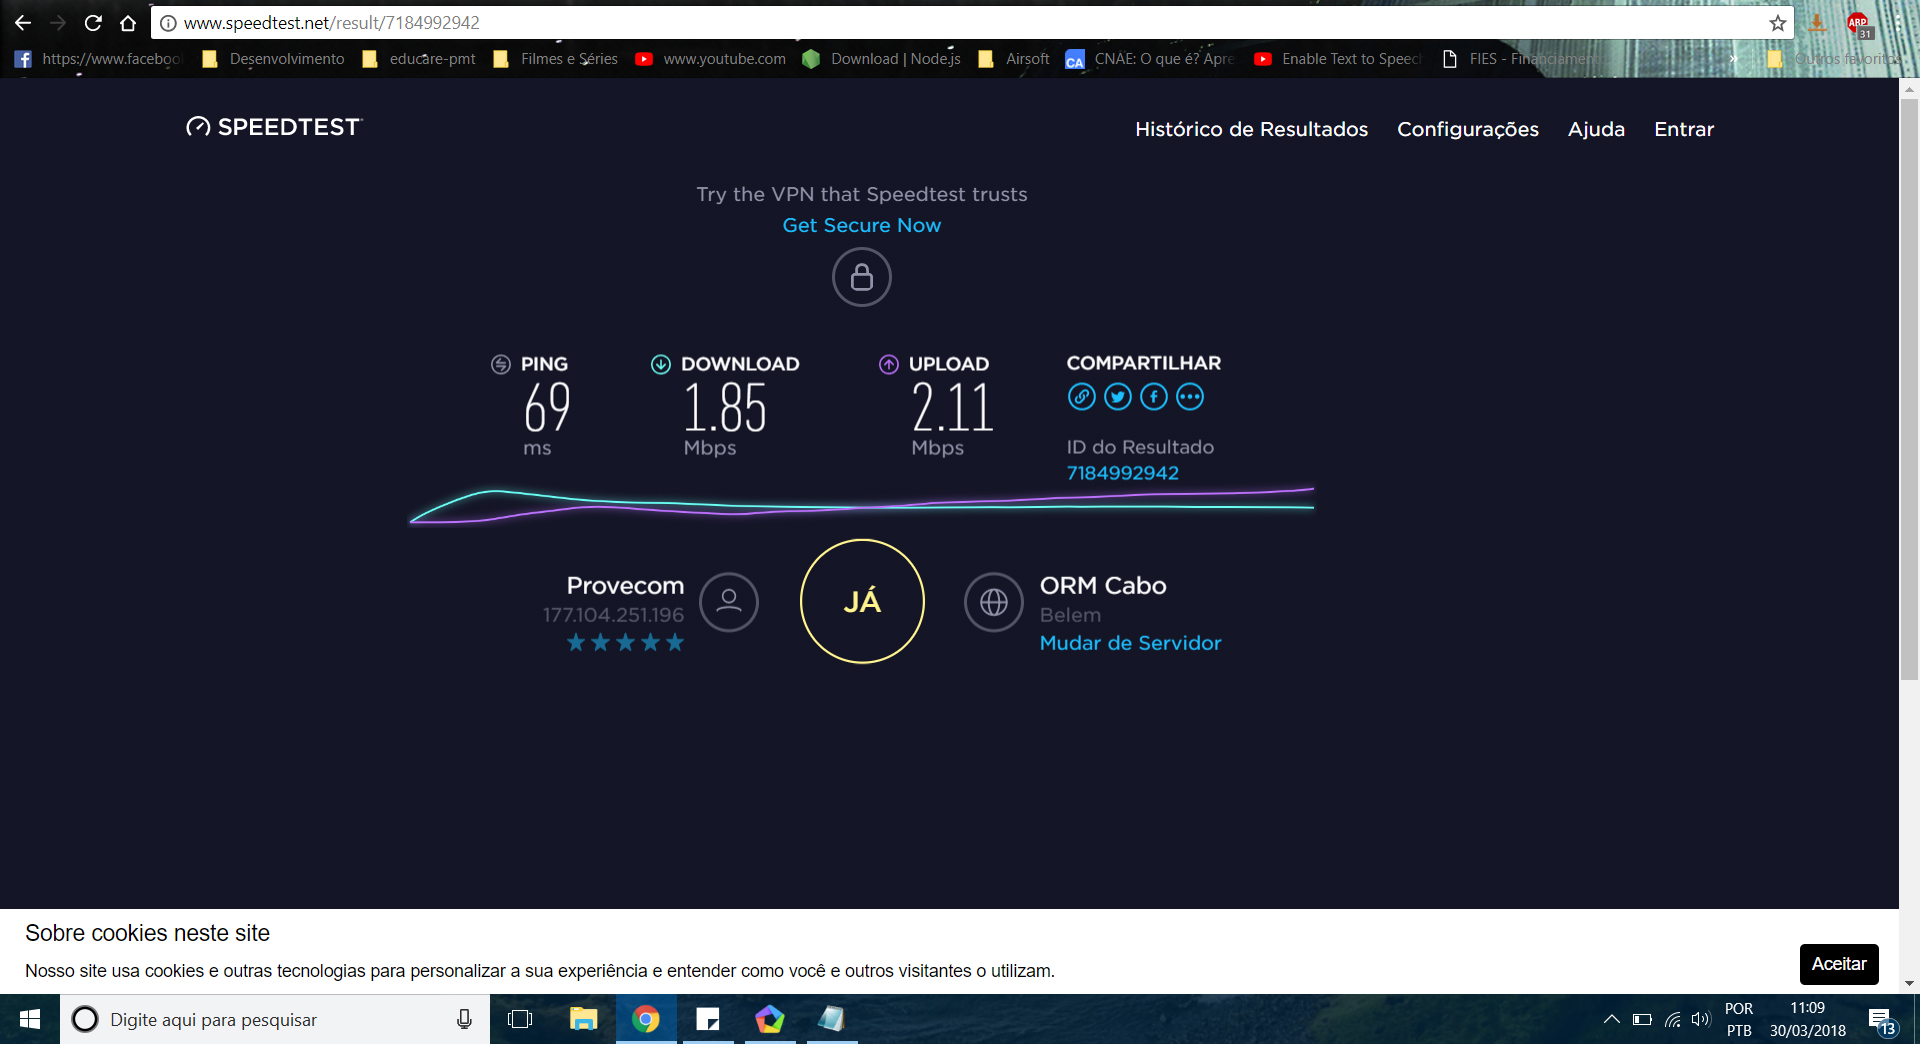 www.speedtest.net/result/7184992942
ABP
31
https://www.faceboo
Desenvolvimento
educare-pmt
Filmes e Séries
www.youtube.com
Download | Node.js
Airsoft
CA
CNAE: O que é? Apre
Enable Text to Speec
FIES - Financiament
»
Outros favoritos
SPEEDTEST
Histórico de Resultados
Configurações
Ajuda
Entrar
Try the VPN that Speedtest trusts
Get Secure Now
PING
69
ms
DOWNLOAD
1.85
Mbps
UPLOAD
2.11
Mbps
COMPARTILHAR
ID do Resultado
7184992942
Provecom
177.104.251.196
JÁ
ORM Cabo
Belem
Mudar de Servidor
Sobre cookies neste site
Nosso site usa cookies e outras tecnologias para personalizar a sua experiência e entender como você e outros visitantes o utilizam.
Aceitar
Digite aqui para pesquisar
POR
PTB
11:09
30/03/2018
13